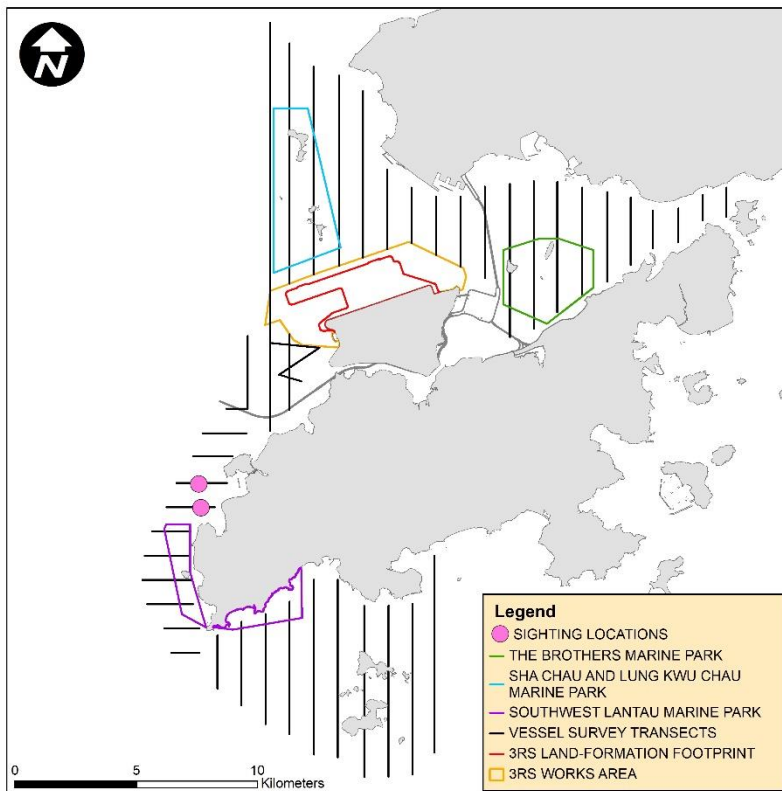 N
Legend
SIGHTING LOCATIONS
THE BROTHERS MARINE PARK
SHA CHAU AND LUNG KWU CHAU
MARINE PARK
SOUTHWEST LANTAU MARINE PARK
VESSEL SURVEY TRANSECTS
3RS LAND-FORMATION FOOTPRINT
3RS WORKS AREA
0 5 10
Kilometers